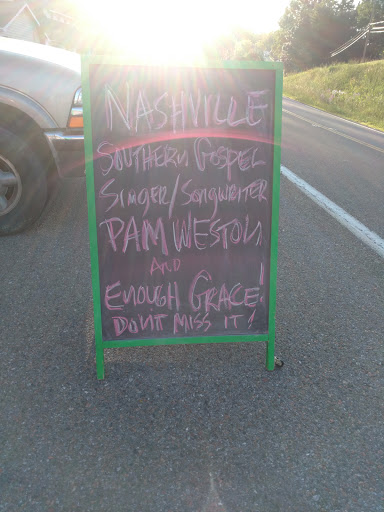 NASHVILLE
SOUTHERN GOSPEL
SINGER/SONGWRITER
PAM WESTON
AND
ENOUGH GRACE!
DON'T MISS IT!